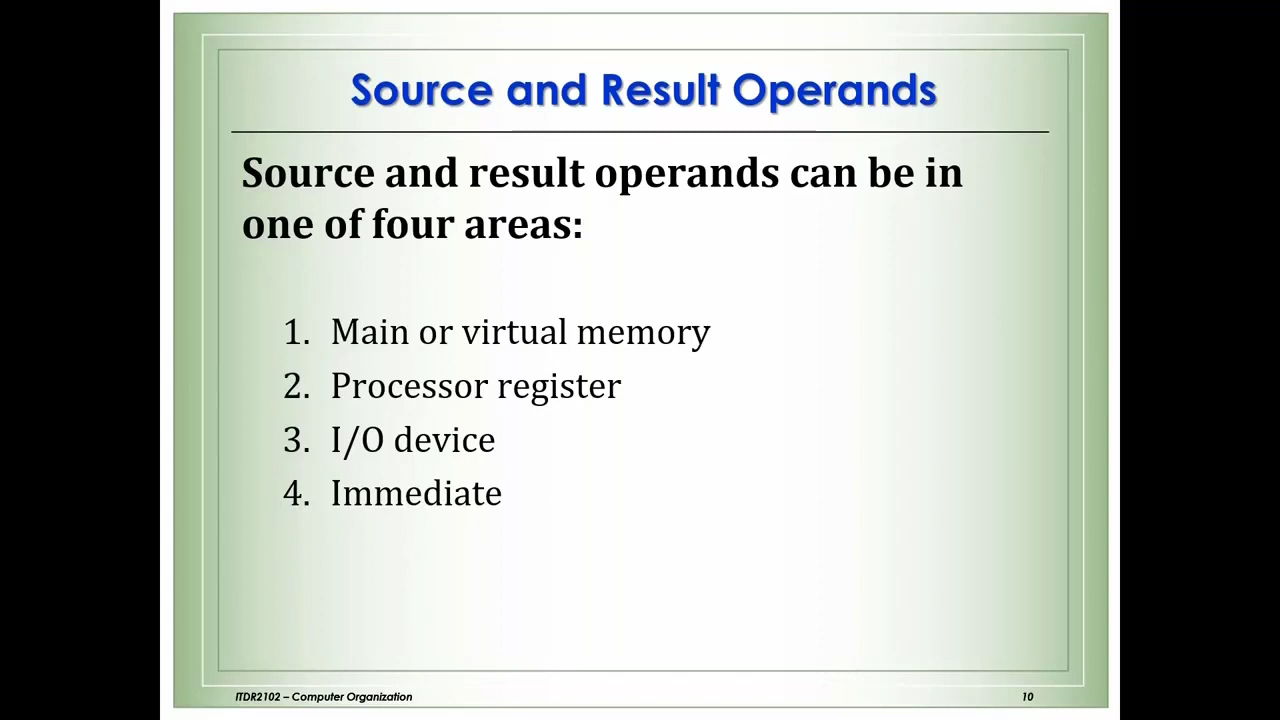 Source and Result Operands
Source and result operands can be in
one of four areas:
1. Main or virtual memory
2. Processor register
3. I/O device
4. Immediate
ITDR2102 – Computer Organization
10